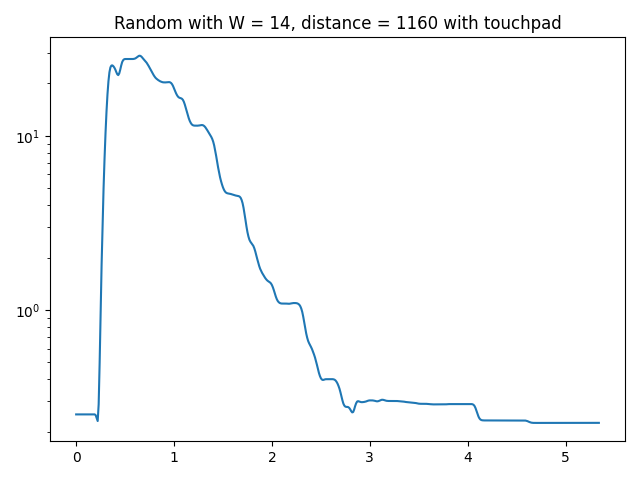 Random with W = 14, distance = 1160 with touchpad
10¹
10⁰
0 1 2 3 4 5